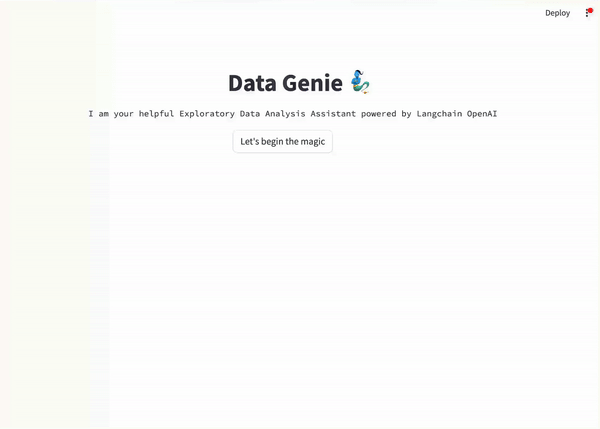 Deploy
Data Genie 🧞‍♂️
I am your helpful Exploratory Data Analysis Assistant powered by Langchain OpenAI
Let's begin the magic